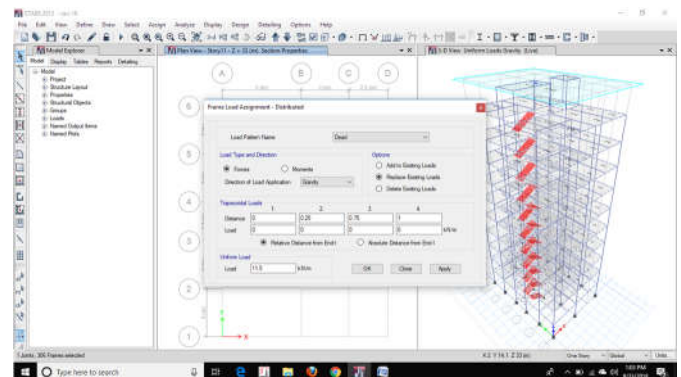 File Edit View Define Draw Select Assign Analyze Display Design Detailing Options Help
Model Explorer
Model Display Tables Reports Detailing
Model
Project
Structure Layout
Properties
Structural Objects
Groups
Loads
Named Output Items
Named Plots
A B C D
6
5
4
3
2
1
X
Frame Load Assignment - Distributed
Load Pattern Name Dead
Load Type and Direction
Forces Moments
Direction of Load Application Gravity
Options
Add to Existing Loads
Replace Existing Loads
Delete Existing Loads
Trapezoidal Loads
1 2 3 4
Distance 0 0.25 0.75 1
Load 0 0 0 0 kN/m
Relative Distance from End-I Absolute Distance from End-I
Uniform Load
Load 11.5 kN/m
OK Close Apply
3-D View Uniform Loads Gravity (Live)
One Story Global Units
Type here to search